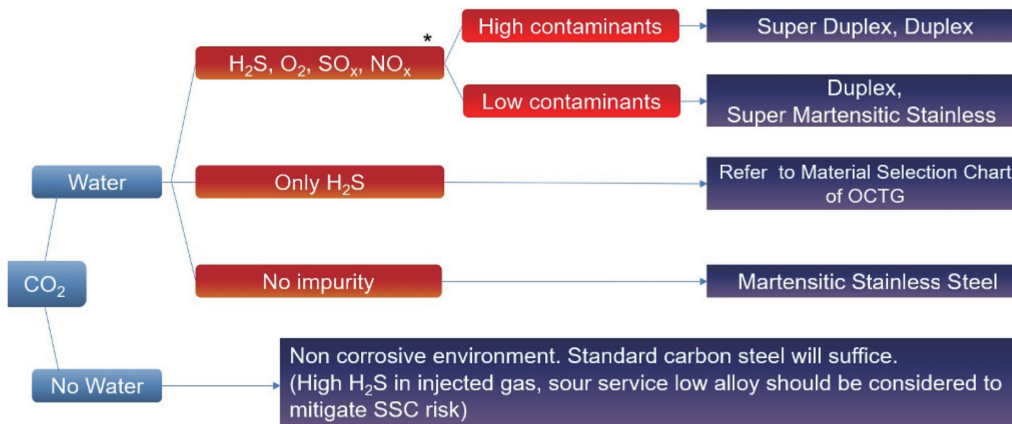 *
High contaminants
Super Duplex, Duplex
H₂S, O₂, SOₓ, NOₓ
Low contaminants
Duplex,
Super Martensitic Stainless
Water
Only H₂S
Refer to Material Selection Chart
of OCTG
CO₂
No impurity
Martensitic Stainless Steel
No Water
Non corrosive environment. Standard carbon steel will suffice.
(High H₂S in injected gas, sour service low alloy should be considered to
mitigate SSC risk)